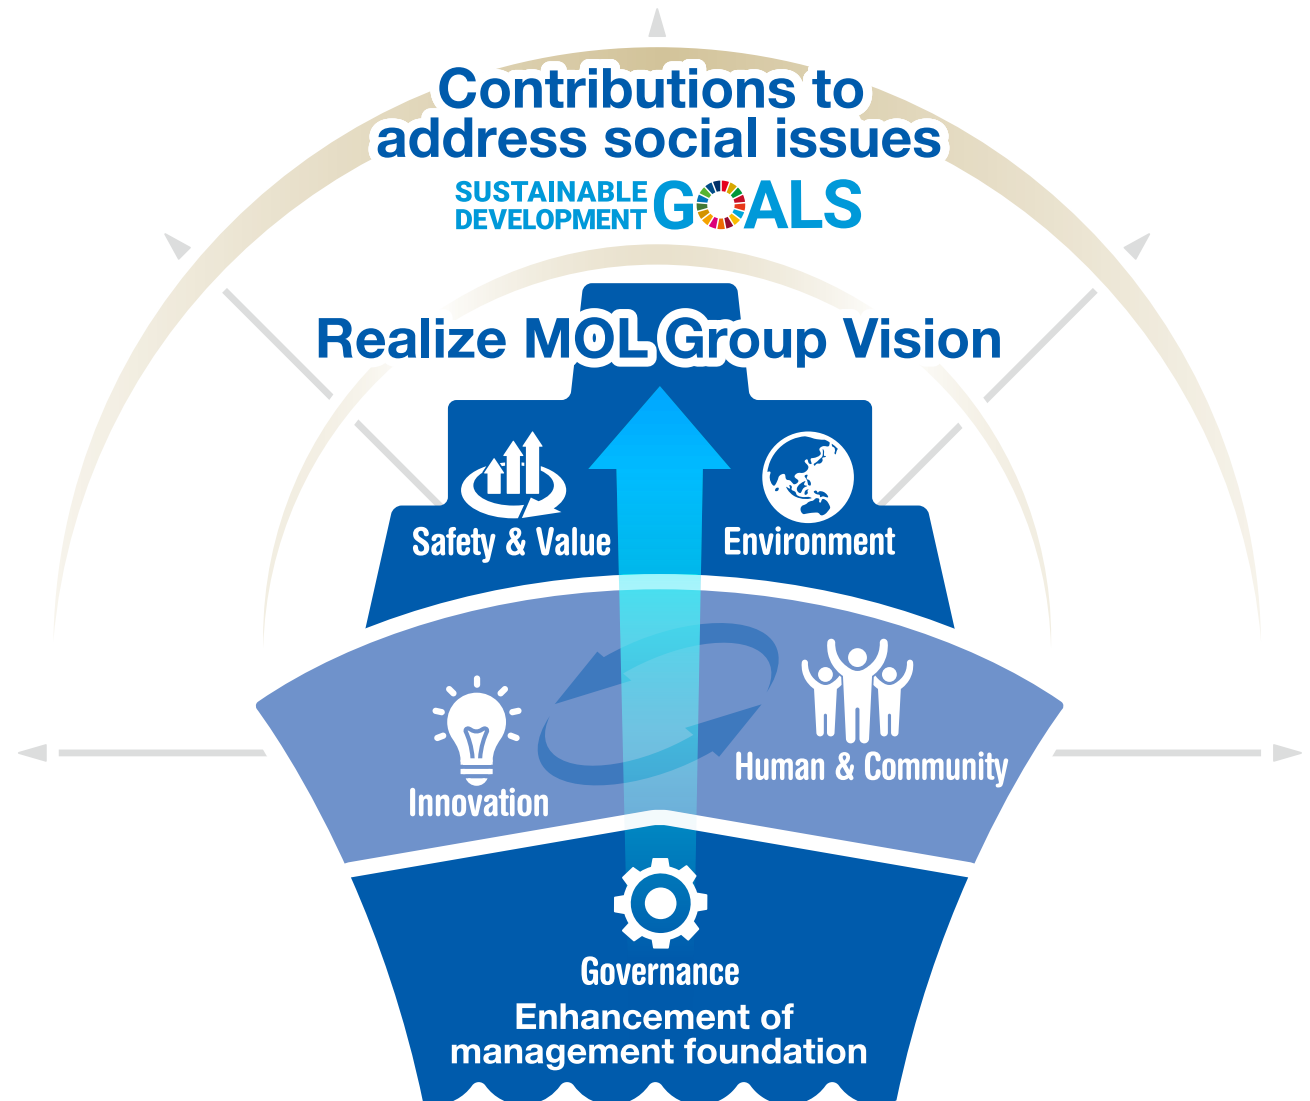 Contributions to
address social issues
SUSTAINABLE
DEVELOPMENT
GOALS
Realize MOL Group Vision
Safety & Value
Environment
Innovation
Human & Community
Governance
Enhancement of
management foundation